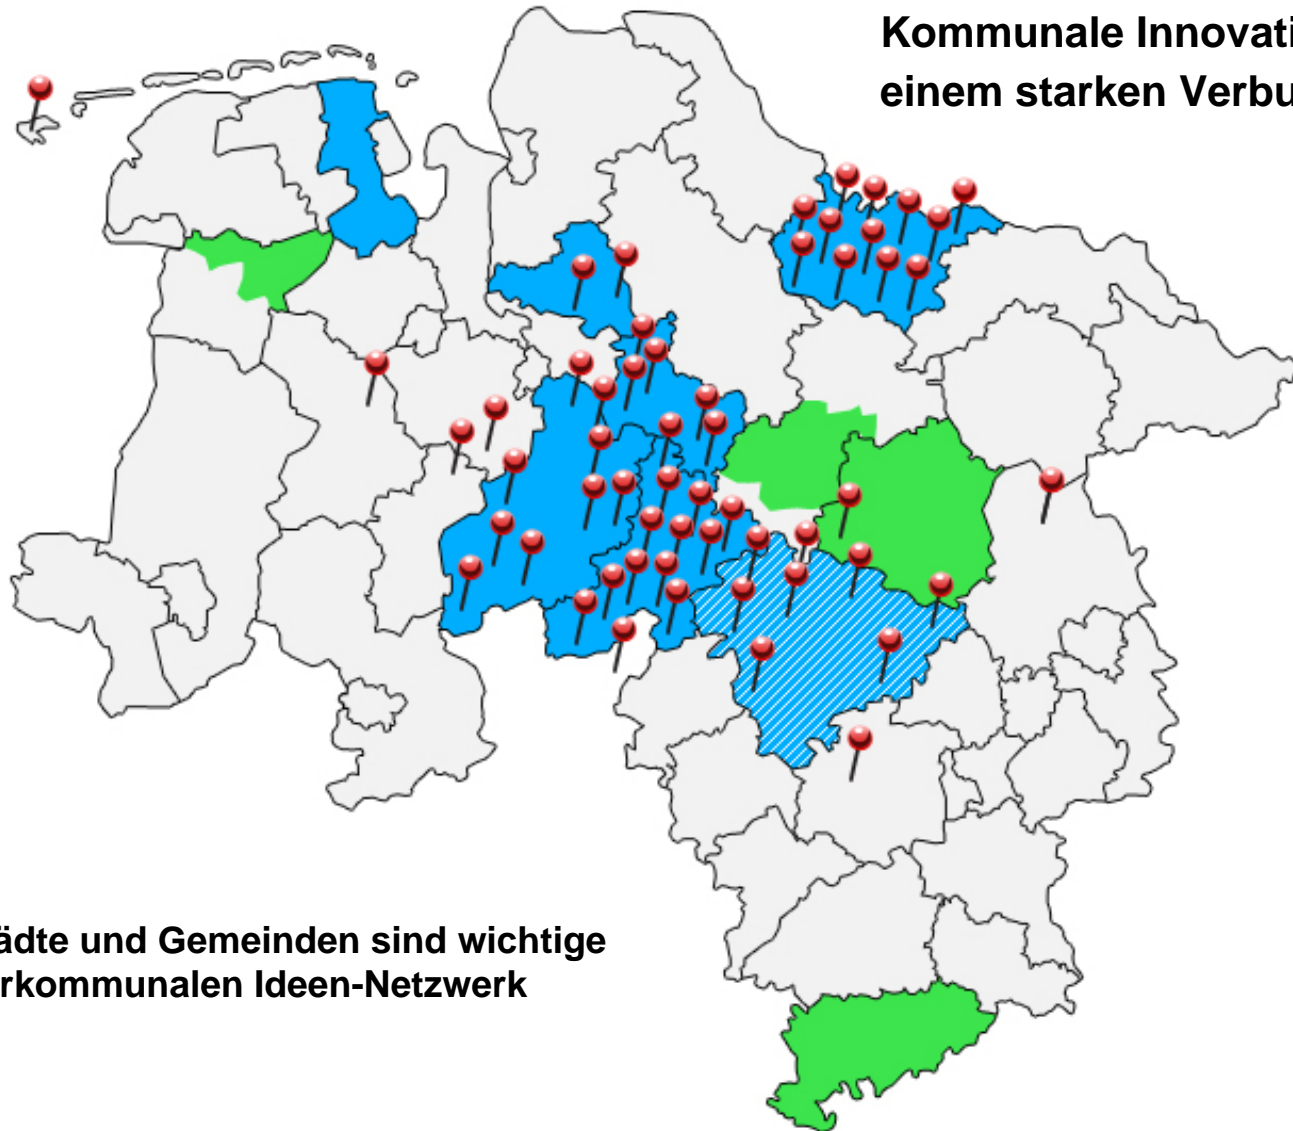 Kommunale Innovati
einem starken Verbu
ädte und Gemeinden sind wichtige
rkommunalen Ideen-Netzwerk